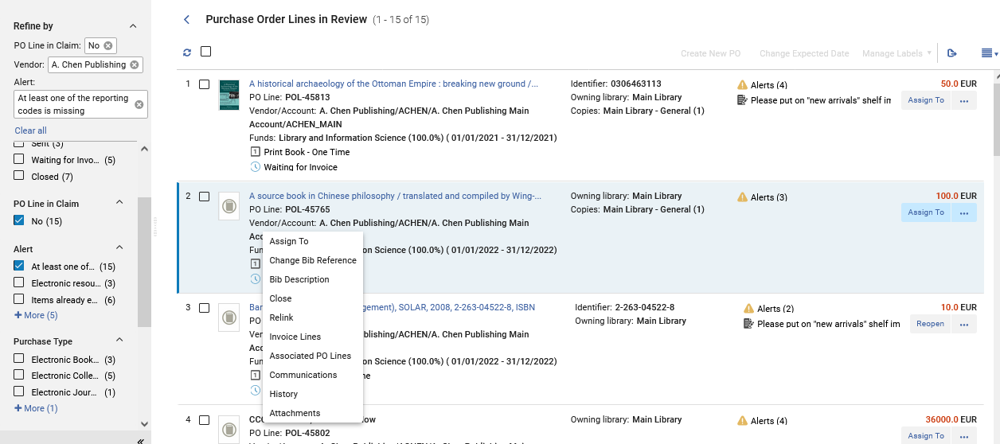 Refine by
PO Line in Claim: No
Vendor: A. Chen Publishing
Alert:
At least one of the reporting
codes is missing
Clear all
Sent (3)
Waiting for Invo... (5)
Closed (7)
PO Line in Claim
No (15)
Alert
At least one of... (15)
Electronic resou... (3)
Items already e... (6)
+ More (5)
Purchase Type
Electronic Book... (3)
Electronic Colle... (5)
Electronic Jour... (1)
+ More (1)
Purchase Order Lines in Review (1 - 15 of 15)
Create New PO Change Expected Date Manage Labels
1 A historical archaeology of the Ottoman Empire : breaking new ground /...
PO Line: POL-45813
Vendor/Account: A. Chen Publishing/ACHEN/A. Chen Publishing Main
Account/ACHEN_MAIN
Funds: Library and Information Science (100.0%) ( 01/01/2021 - 31/12/2021)
1 Print Book - One Time
Waiting for Invoice
Identifier: 0306463113
Owning library: Main Library
Copies: Main Library - General (1)
Alerts (4)
Please put on "new arrivals" shelf im
50.0 EUR
Assign To ...
2 A source book in Chinese philosophy / translated and compiled by Wing-...
PO Line: POL-45765
Vendor/Account: A. Chen Publishing/ACHEN/A. Chen Publishing Main
Acc
Fun on Science (100.0%) ( 01/01/2022 - 31/12/2022)
1
Owning library: Main Library
Copies: Main Library - General (1)
Alerts (3)
100.0 EUR
Assign To ...
Assign To
Change Bib Reference
Bib Description
Close
Relink
Invoice Lines
Associated PO Lines
Communications
History
Attachments
3 Bar gement), SOLAR, 2008, 2-263-04522-8, ISBN
PO
Ven blishing/ACHEN/A. Chen Publishing Main
Acc
Fun on Science (100.0%) ( 01/01/2022 - 31/12/2022)
1 me
Identifier: 2-263-04522-8
Owning library: Main Library
Alerts (2)
Please put on "new arrivals" shelf im
10.0 EUR
Reopen ...
4 CCC ow
PO Line: POL-45802
Owning library: Main Library
Alerts (4)
36000.0 EUR
Assign To ...